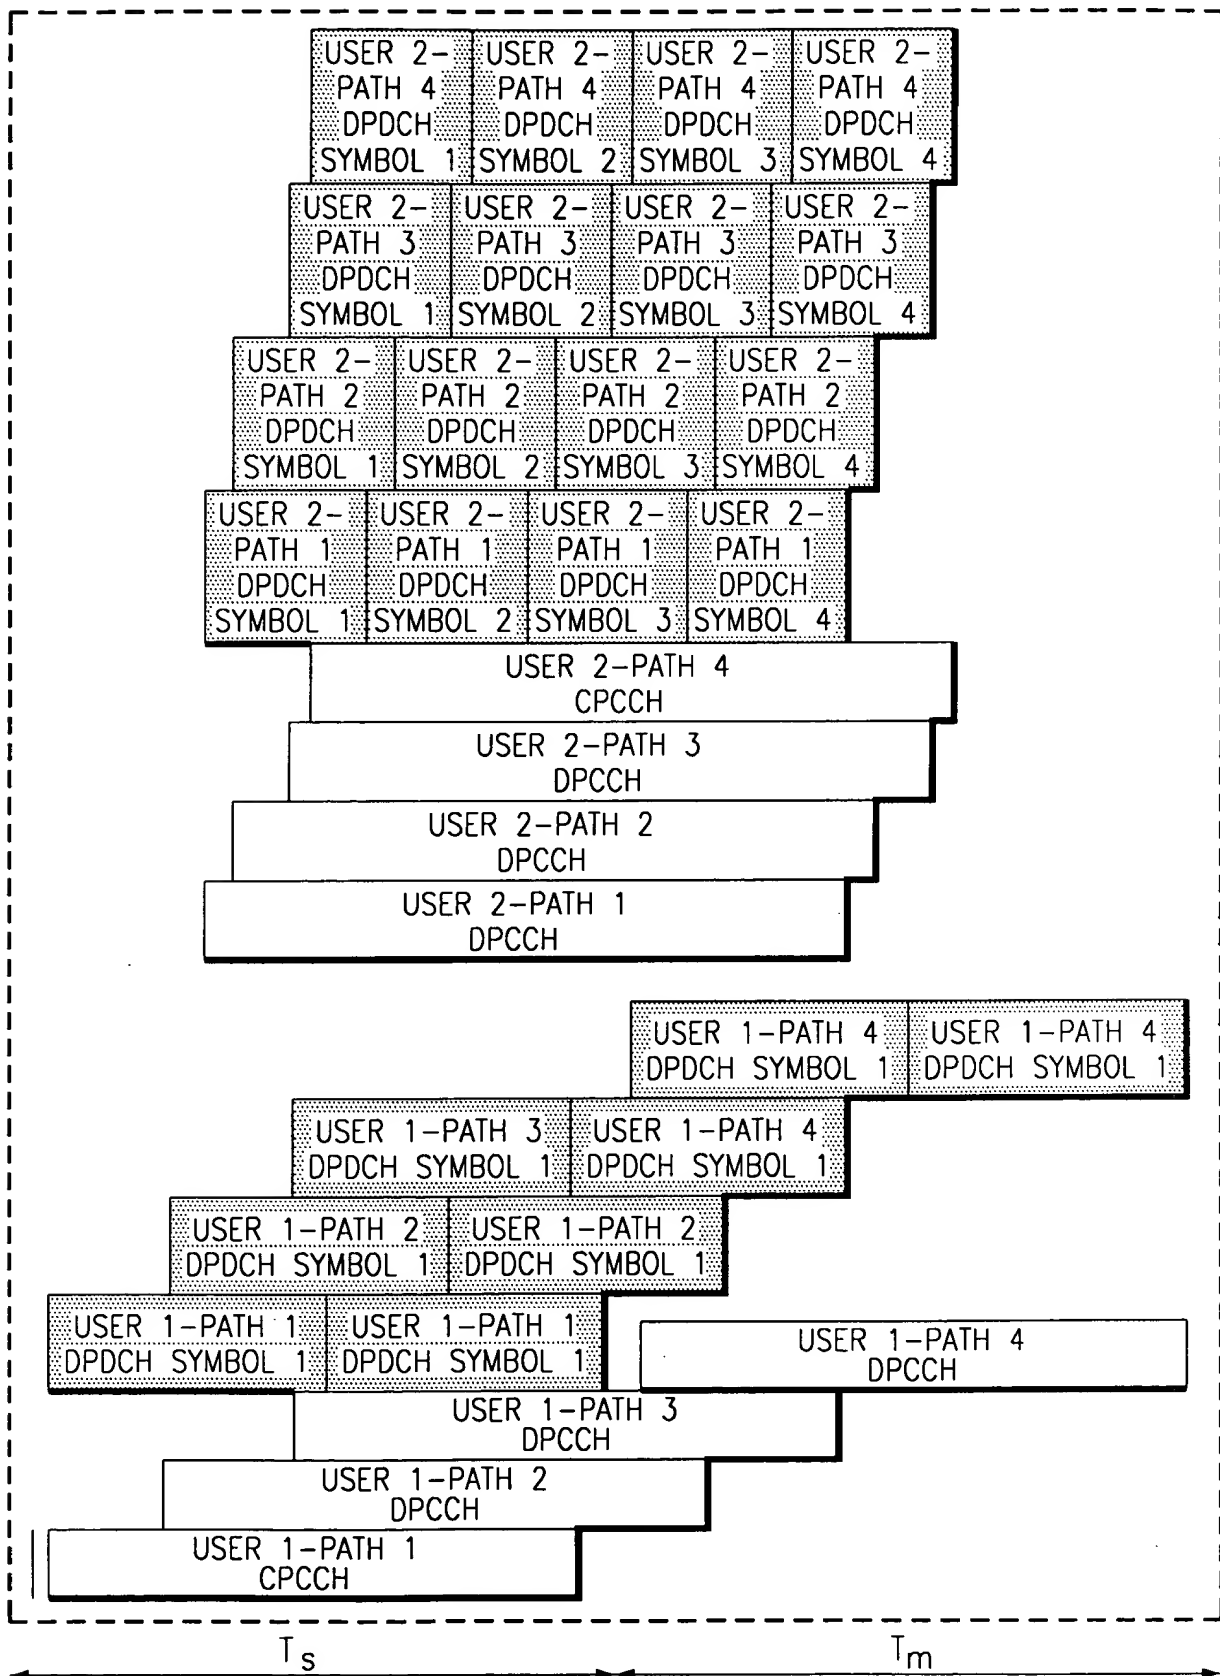 USER 2- USER 2- USER 2- USER 2-
PATH 4 PATH 4 PATH 4 PATH 4
DPDCH DPDCH DPDCH DPDCH
SYMBOL 1 SYMBOL 2 SYMBOL 3 SYMBOL 4
USER 2- USER 2- USER 2- USER 2-
PATH 3 PATH 3 PATH 3 PATH 3
DPDCH DPDCH DPDCH DPDCH
SYMBOL 1 SYMBOL 2 SYMBOL 3 SYMBOL 4
USER 2- USER 2- USER 2- USER 2-
PATH 2 PATH 2 PATH 2 PATH 2
DPDCH DPDCH DPDCH DPDCH
SYMBOL 1 SYMBOL 2 SYMBOL 3 SYMBOL 4
USER 2- USER 2- USER 2- USER 2-
PATH 1 PATH 1 PATH 1 PATH 1
DPDCH DPDCH DPDCH DPDCH
SYMBOL 1 SYMBOL 2 SYMBOL 3 SYMBOL 4
USER 2-PATH 4
CPCCH
USER 2-PATH 3
DPCCH
USER 2-PATH 2
DPCCH
USER 2-PATH 1
DPCCH
USER 1-PATH 4 USER 1-PATH 4
DPDCH SYMBOL 1 DPDCH SYMBOL 1
USER 1-PATH 3 USER 1-PATH 4
DPDCH SYMBOL 1 DPDCH SYMBOL 1
USER 1-PATH 2 USER 1-PATH 2
DPDCH SYMBOL 1 DPDCH SYMBOL 1
USER 1-PATH 1 USER 1-PATH 1
DPDCH SYMBOL 1 DPDCH SYMBOL 1
USER 1-PATH 4
DPCCH
USER 1-PATH 3
DPCCH
USER 1-PATH 2
DPCCH
USER 1-PATH 1
CPCCH
Ts Tm